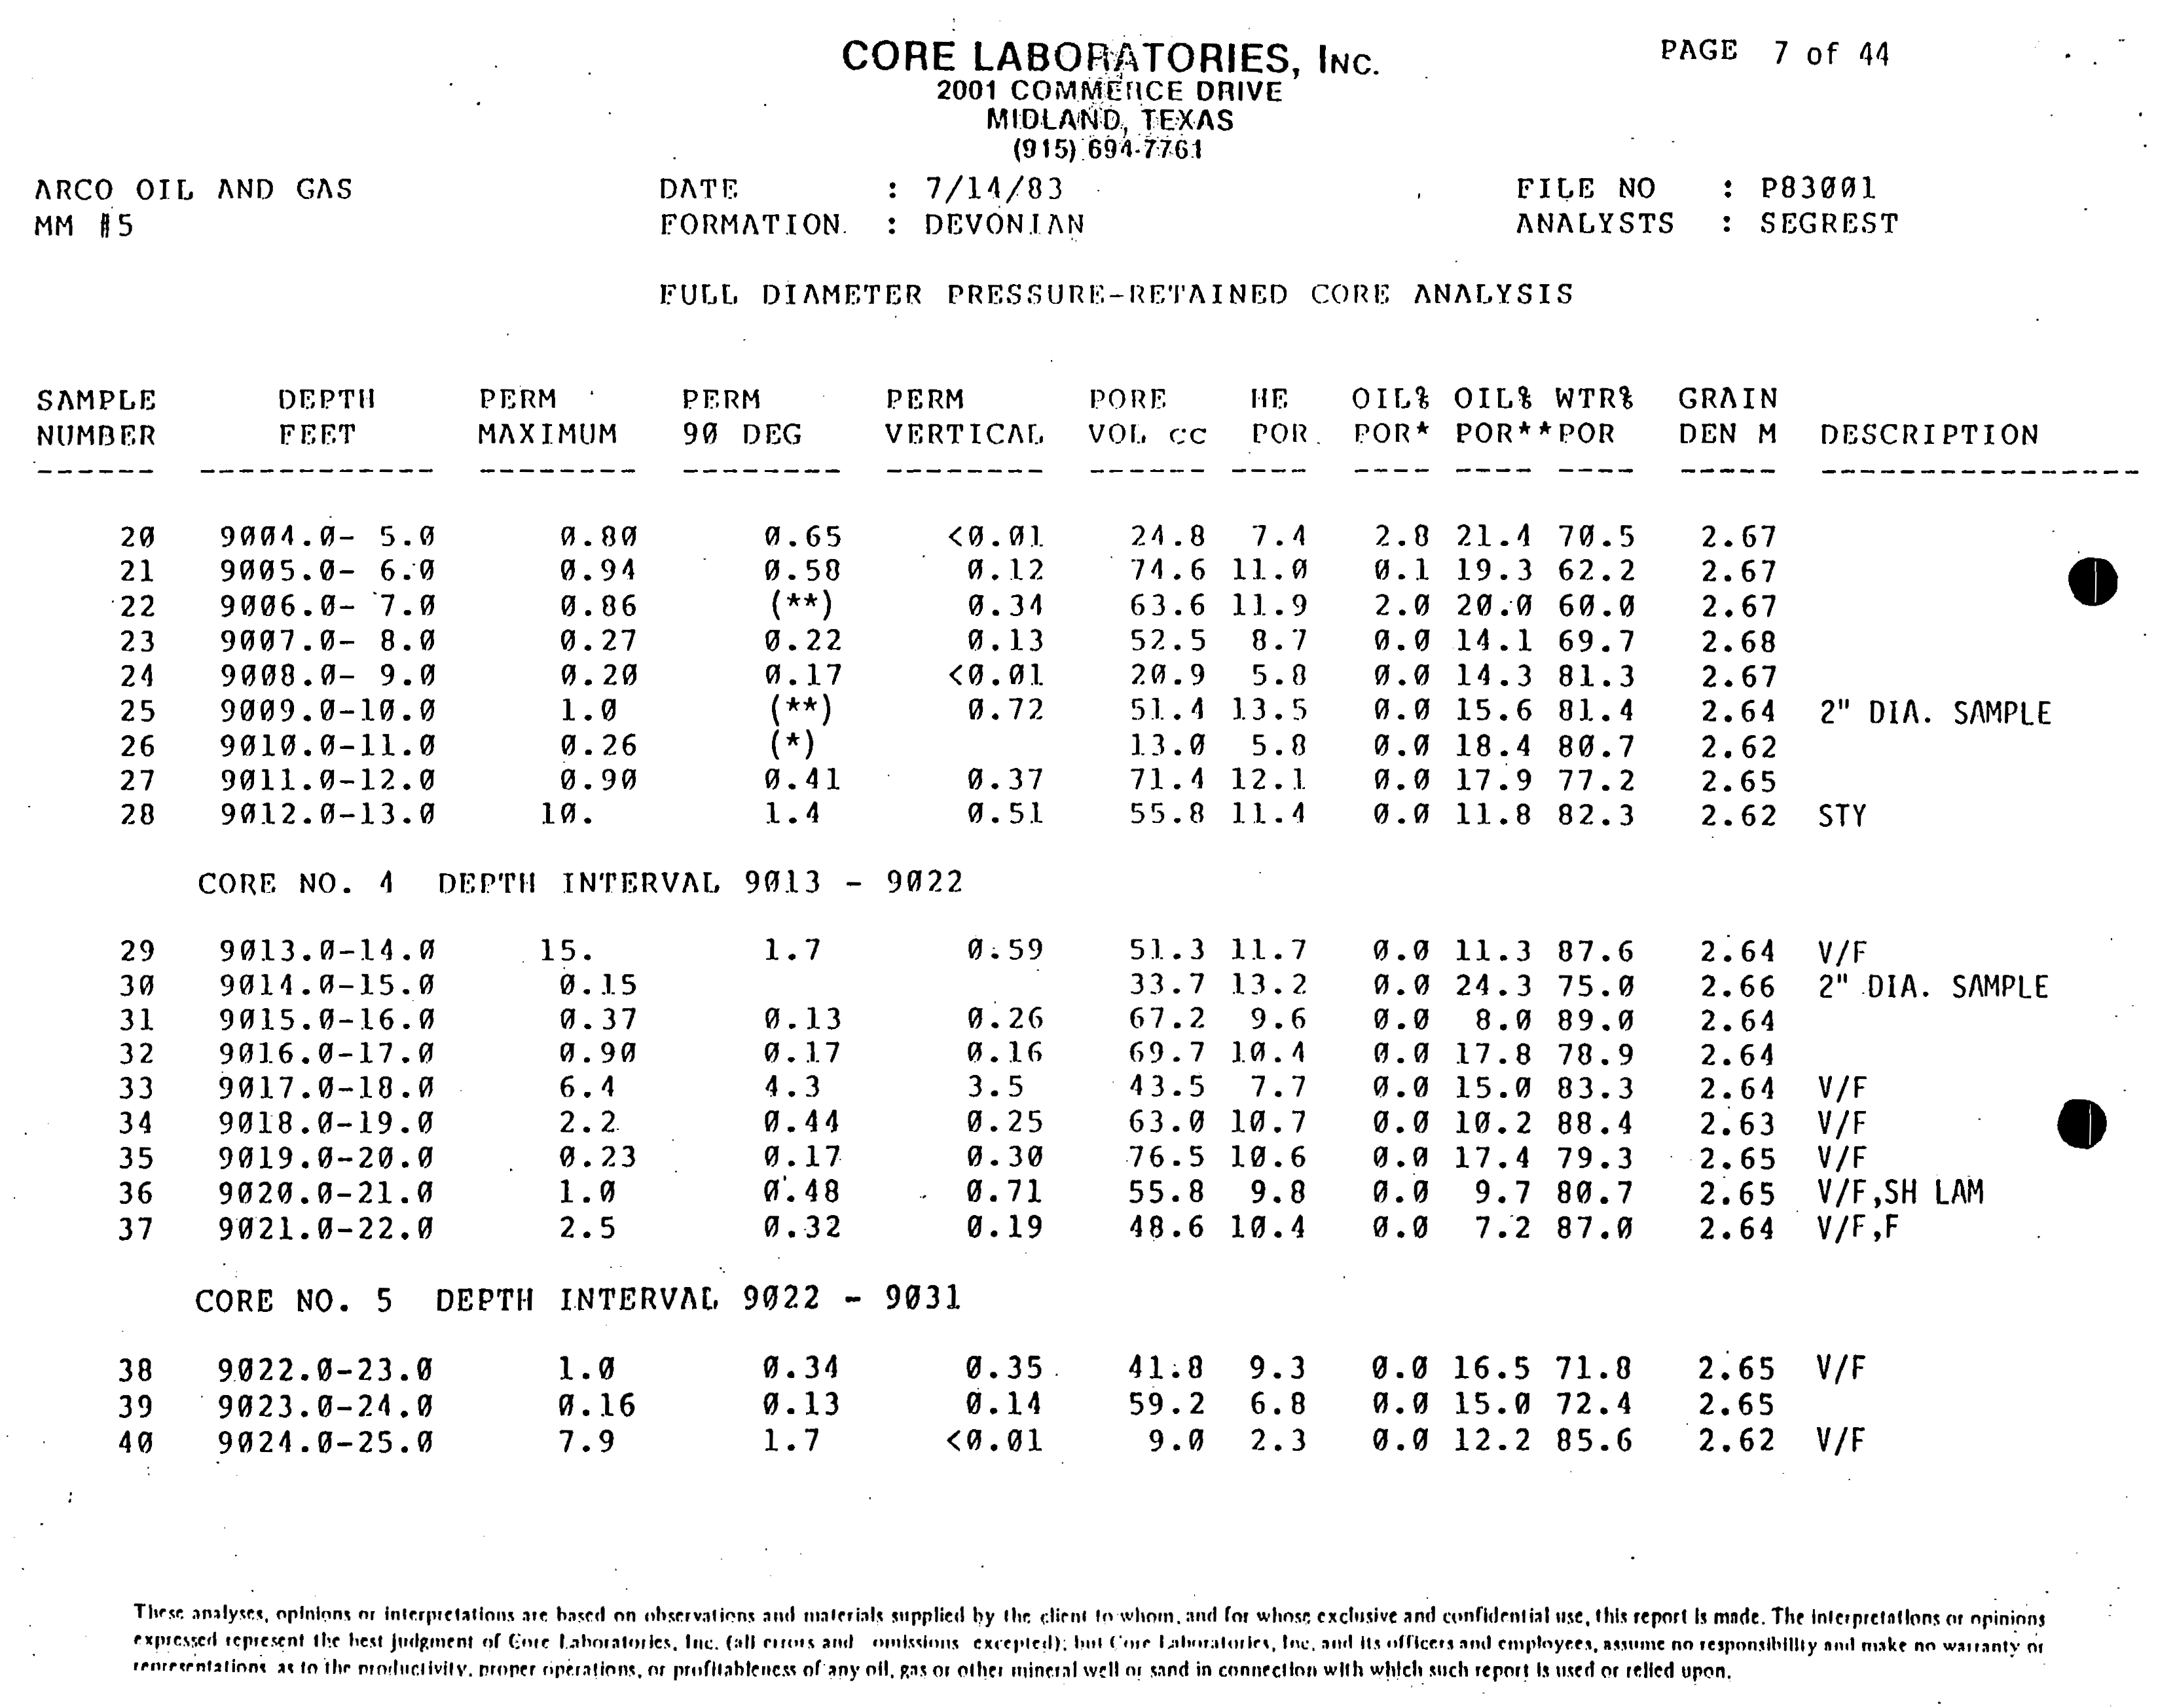 CORE LABORATORIES, INC.
PAGE 7 of 44
2001 COMMERCE DRIVE
MIDLAND, TEXAS
(915) 694-7761
ARCO OIL AND GAS DATE : 7/14/83 FILE NO : P83001
MM #5 FORMATION : DEVONIAN ANALYSTS : SEGREST
FULL DIAMETER PRESSURE-RETAINED CORE ANALYSIS
SAMPLE DEPTH PERM PERM PERM PORE HE OIL% OIL% WTR% GRAIN
NUMBER FEET MAXIMUM 90 DEG VERTICAL VOL cc POR POR* POR**POR DEN M DESCRIPTION
20 9004.0- 5.0 0.80 0.65 <0.01 24.8 7.4 2.8 21.4 70.5 2.67
21 9005.0- 6.0 0.94 0.58 0.12 74.6 11.0 0.1 19.3 62.2 2.67
22 9006.0- 7.0 0.86 (**) 0.34 63.6 11.9 2.0 20.0 60.0 2.67
23 9007.0- 8.0 0.27 0.22 0.13 52.5 8.7 0.0 14.1 69.7 2.68
24 9008.0- 9.0 0.20 0.17 <0.01 20.9 5.8 0.0 14.3 81.3 2.67
25 9009.0-10.0 1.0 (**) 0.72 51.4 13.5 0.0 15.6 81.4 2.64 2" DIA. SAMPLE
26 9010.0-11.0 0.26 (*) 13.0 5.8 0.0 18.4 80.7 2.62
27 9011.0-12.0 0.90 0.41 0.37 71.4 12.1 0.0 17.9 77.2 2.65
28 9012.0-13.0 10. 1.4 0.51 55.8 11.4 0.0 11.8 82.3 2.62 STY
CORE NO. 4 DEPTH INTERVAL 9013 - 9022
29 9013.0-14.0 15. 1.7 0.59 51.3 11.7 0.0 11.3 87.6 2.64 V/F
30 9014.0-15.0 0.15 33.7 13.2 0.0 24.3 75.0 2.66 2" DIA. SAMPLE
31 9015.0-16.0 0.37 0.13 0.26 67.2 9.6 0.0 8.0 89.0 2.64
32 9016.0-17.0 0.90 0.17 0.16 69.7 10.4 0.0 17.8 78.9 2.64
33 9017.0-18.0 6.4 4.3 3.5 43.5 7.7 0.0 15.0 83.3 2.64 V/F
34 9018.0-19.0 2.2 0.44 0.25 63.0 10.7 0.0 10.2 88.4 2.63 V/F
35 9019.0-20.0 0.23 0.17 0.30 76.5 10.6 0.0 17.4 79.3 2.65 V/F
36 9020.0-21.0 1.0 0.48 0.71 55.8 9.8 0.0 9.7 80.7 2.65 V/F,SH LAM
37 9021.0-22.0 2.5 0.32 0.19 48.6 10.4 0.0 7.2 87.0 2.64 V/F,F
CORE NO. 5 DEPTH INTERVAL 9022 - 9031
38 9022.0-23.0 1.0 0.34 0.35 41.8 9.3 0.0 16.5 71.8 2.65 V/F
39 9023.0-24.0 0.16 0.13 0.14 59.2 6.8 0.0 15.0 72.4 2.65
40 9024.0-25.0 7.9 1.7 <0.01 9.0 2.3 0.0 12.2 85.6 2.62 V/F
These analyses, opinions or interpretations are based on observations and materials supplied by the client to whom, and for whose exclusive and confidential use, this report is made. The interpretations or opinions
expressed represent the best judgment of Core Laboratories, Inc. (all errors and omissions excepted); but Core Laboratories, Inc, and its officers and employees, assume no responsibility and make no warranty or
representations as to the productivity, proper operations, or profitableness of any oil, gas or other mineral well or sand in connection with which such report is used or relied upon.